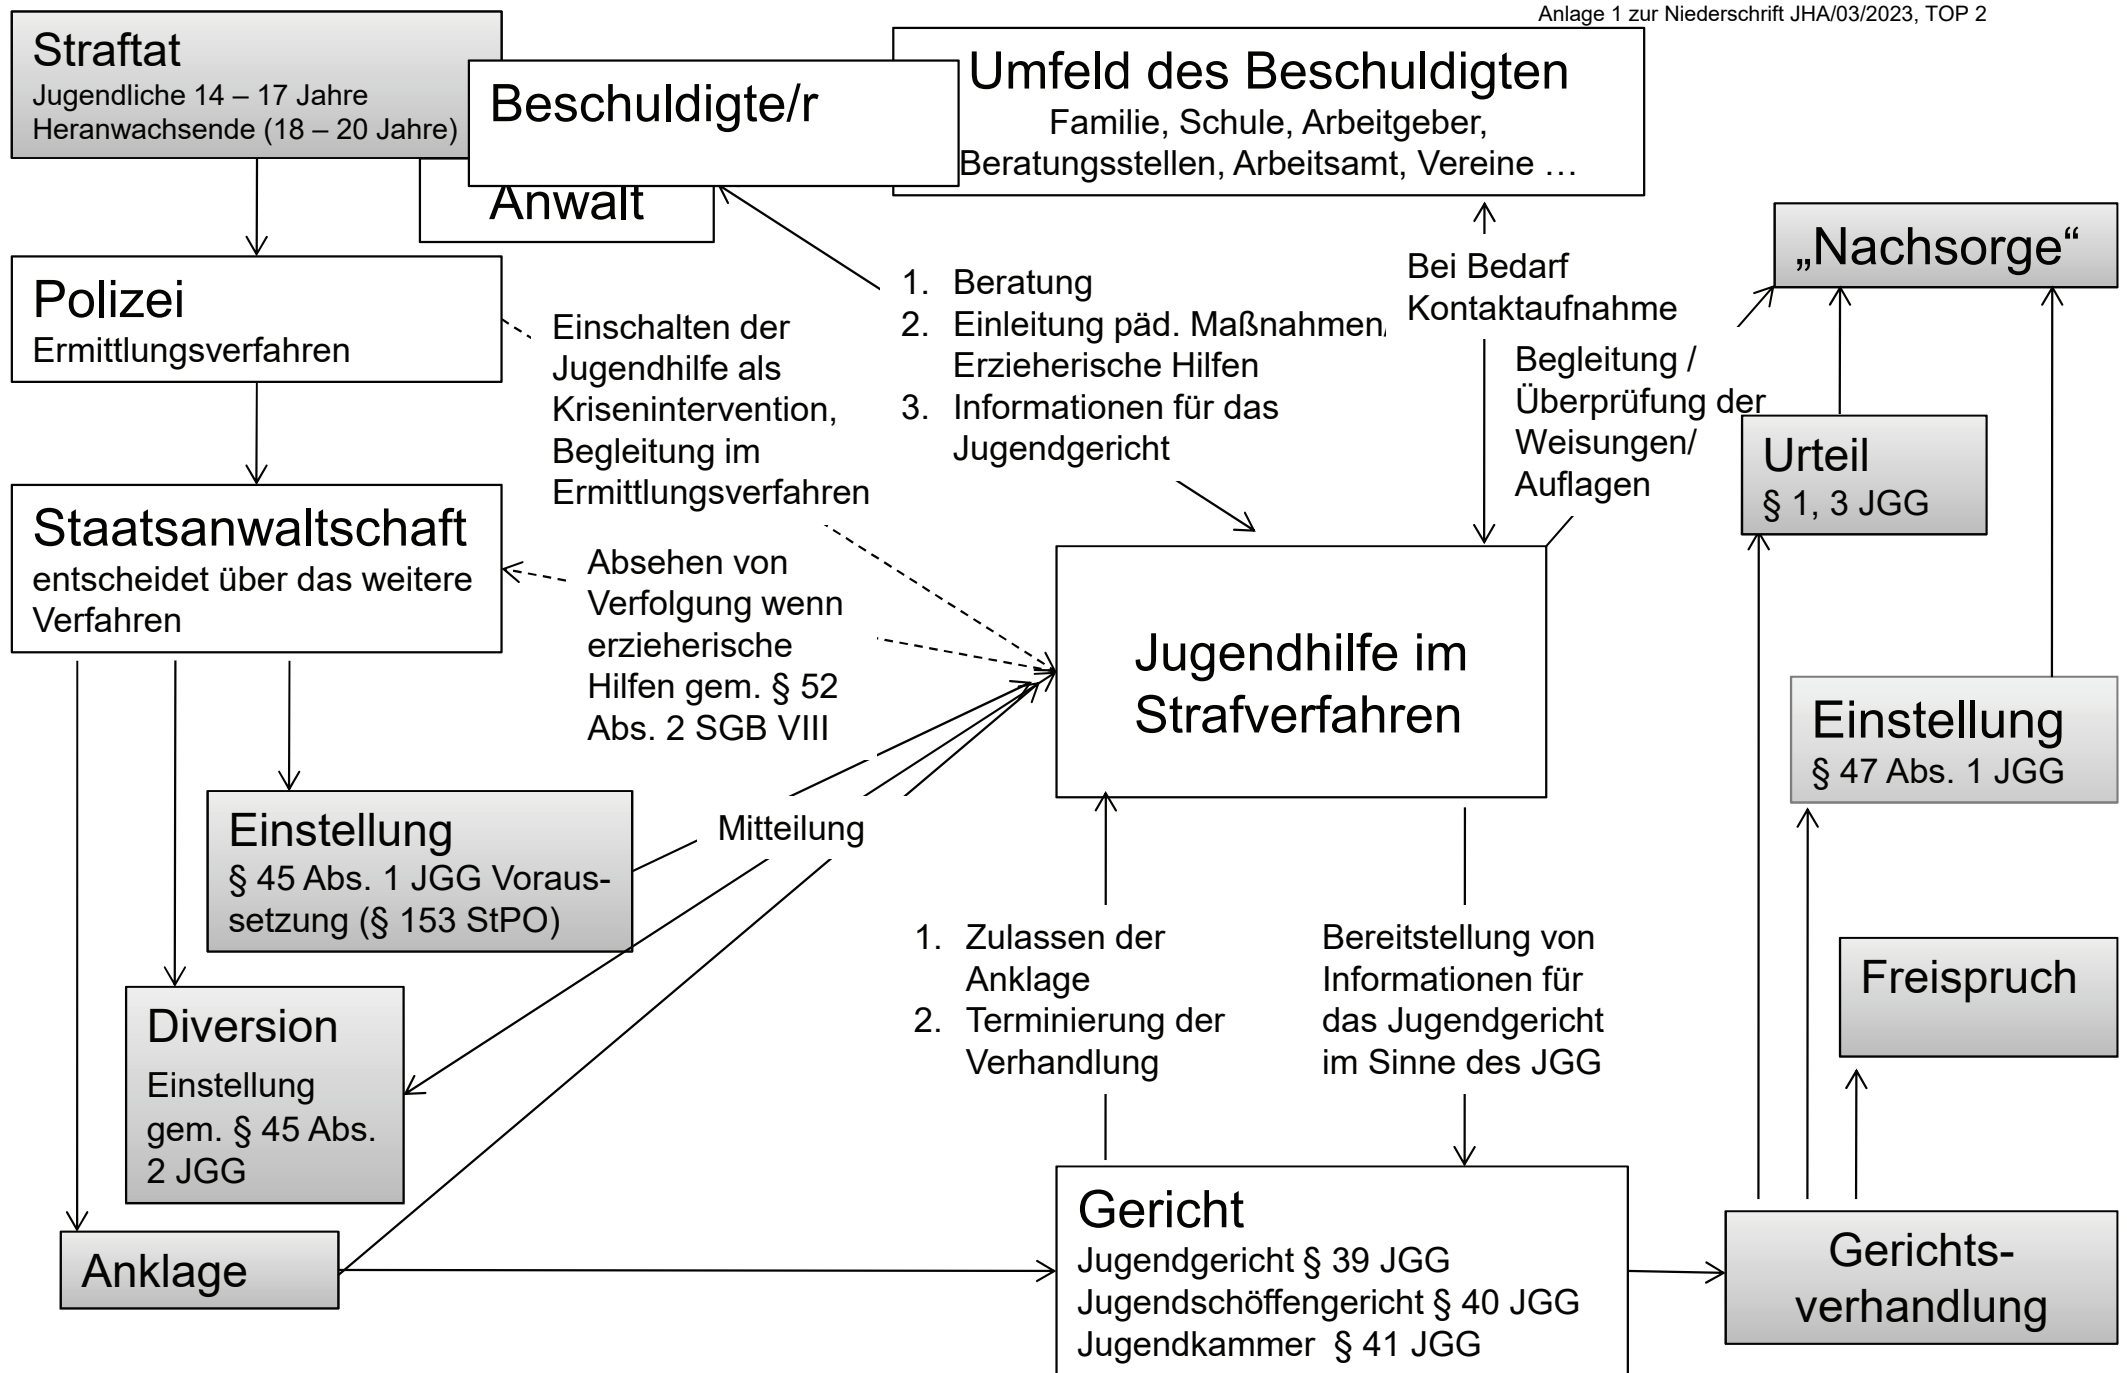 Anlage 1 zur Niederschrift JHA/03/2023, TOP 2
Straftat
Jugendliche 14 – 17 Jahre
Heranwachsende (18 – 20 Jahre)
Beschuldigte/r
Anwalt
Umfeld des Beschuldigten
Familie, Schule, Arbeitgeber,
Beratungsstellen, Arbeitsamt, Vereine …
„Nachsorge“
Polizei
Ermittlungsverfahren
Einschalten der
Jugendhilfe als
Krisenintervention,
Begleitung im
Ermittlungsverfahren
1. Beratung
2. Einleitung päd. Maßnahmen/
Erzieherische Hilfen
3. Informationen für das
Jugendgericht
Bei Bedarf
Kontaktaufnahme
Begleitung /
Überprüfung der
Weisungen/
Auflagen
Urteil
§ 1, 3 JGG
Staatsanwaltschaft
entscheidet über das weitere
Verfahren
Absehen von
Verfolgung wenn
erzieherische
Hilfen gem. § 52
Abs. 2 SGB VIII
Jugendhilfe im
Strafverfahren
Einstellung
§ 47 Abs. 1 JGG
Einstellung
§ 45 Abs. 1 JGG Voraus-
setzung (§ 153 StPO)
Mitteilung
1. Zulassen der
Anklage
2. Terminierung der
Verhandlung
Bereitstellung von
Informationen für
das Jugendgericht
im Sinne des JGG
Freispruch
Diversion
Einstellung
gem. § 45 Abs.
2 JGG
Anklage
Gericht
Jugendgericht § 39 JGG
Jugendschöffengericht § 40 JGG
Jugendkammer § 41 JGG
Gerichts-
verhandlung